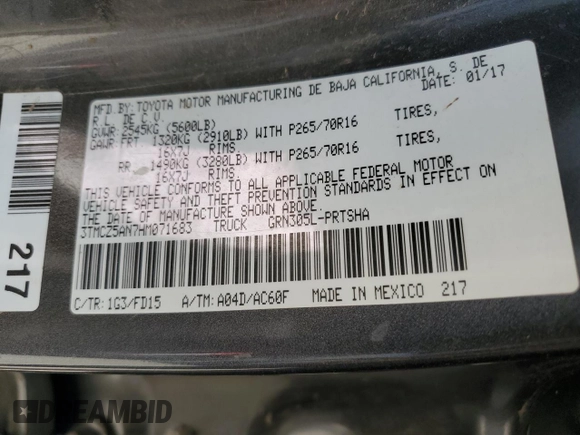 MFD.BY:TOYOTA MOTOR MANUFACTURING DE BAJA CALIFORNIA, S. DE
R.L. DE C.V. DATE: 01/17
GVWR 2545KG (5600LB)
GAWR FRT 1320KG (2910LB) WITH P265/70R16 TIRES,
16X7J RIMS,
RR 1490KG (3280LB) WITH P265/70R16 TIRES,
16X7J RIMS.
THIS VEHICLE CONFORMS TO ALL APPLICABLE FEDERAL MOTOR
VEHICLE SAFETY AND THEFT PREVENTION STANDARDS IN EFFECT ON
THE DATE OF MANUFACTURE SHOWN ABOVE.
3TMCZ5AN7HM071683 TRUCK GRN305L-PRTSHA
C/TR:1G3/FD15 A/TM:A04D/AC60F MADE IN MEXICO 217
217
DREAMBID